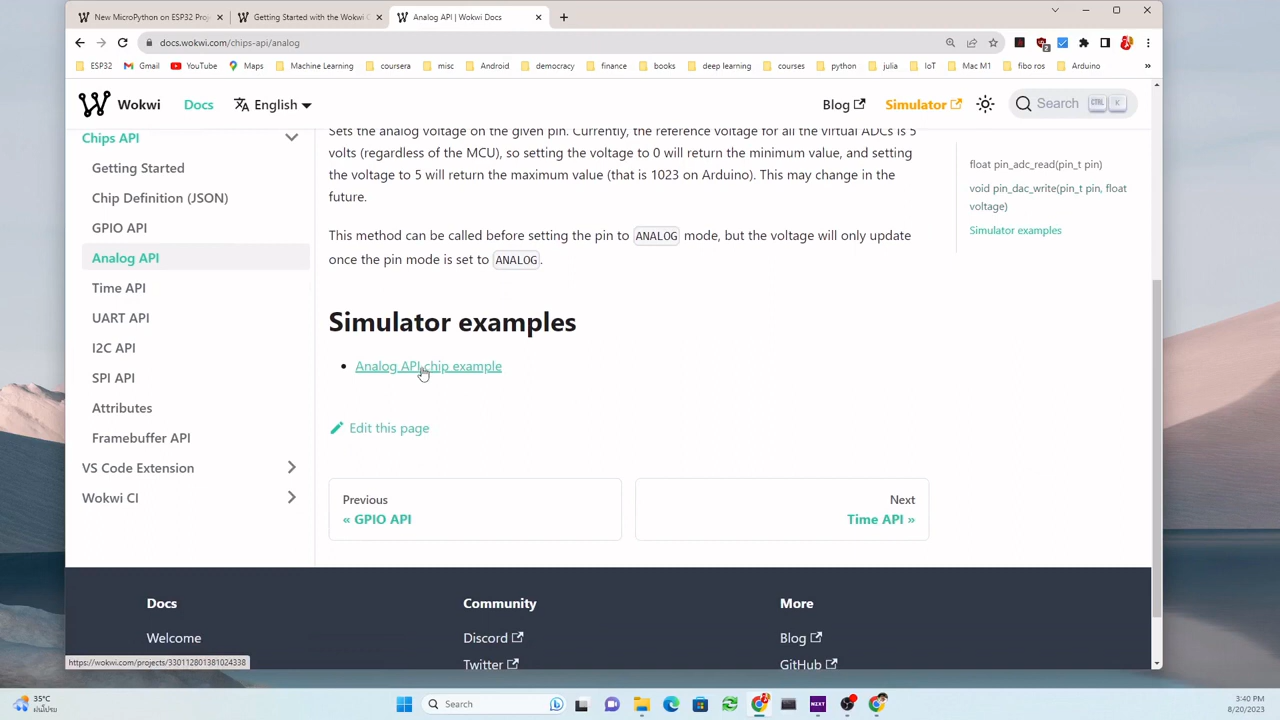 New MicroPython on ESP32 Proj
Getting Started with the Wokwi C
Analog API | Wokwi Docs
docs.wokwi.com/chips-api/analog
ESP32
Gmail
YouTube
Maps
Machine Learning
coursera
misc
Android
democracy
finance
books
deep learning
courses
python
julia
IoT
Mac M1
fibo ros
Arduino
»
Wokwi
Docs
English
Blog
Simulator
Search
CTRL K
Chips API
Getting Started
Chip Definition (JSON)
GPIO API
Analog API
Time API
UART API
I2C API
SPI API
Attributes
Framebuffer API
VS Code Extension
Wokwi CI
Sets the analog voltage on the given pin. Currently, the reference voltage for all the virtual ADCs is 5
volts (regardless of the MCU), so setting the voltage to 0 will return the minimum value, and setting
the voltage to 5 will return the maximum value (that is 1023 on Arduino). This may change in the
future.
This method can be called before setting the pin to ANALOG mode, but the voltage will only update
once the pin mode is set to ANALOG.
Simulator examples
Analog API chip example
Edit this page
Previous
« GPIO API
Next
Time API »
float pin_adc_read(pin_t pin)
void pin_dac_write(pin_t pin, float
voltage)
Simulator examples
Docs
Community
More
Welcome
Discord
Blog
Twitter
GitHub
https://wokwi.com/projects/330112801381024338
35°C
Search
3:40 PM
8/20/2023